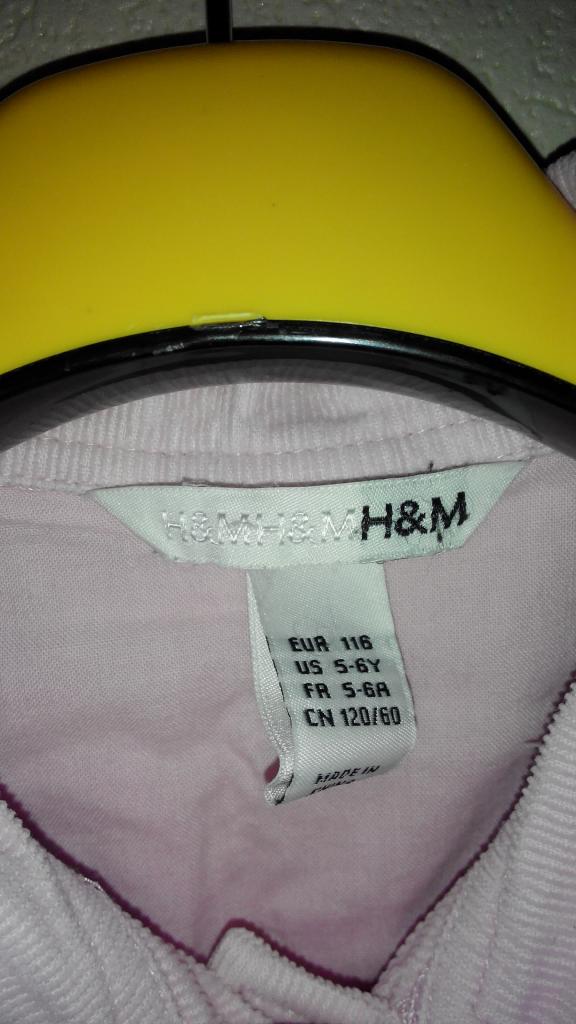 H&MH&MH&M
EUR 116
US 5-6Y
FR 5-6A
CN 120/60
MADE IN